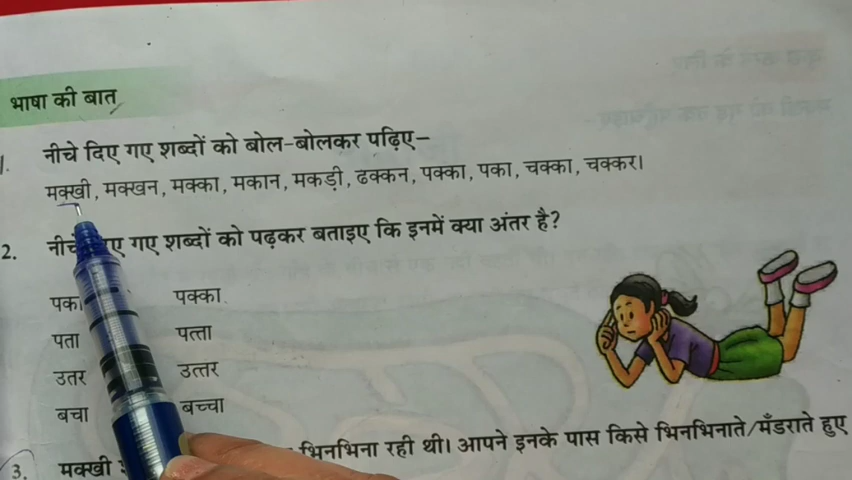 भाषा की बात
1. नीचे दिए गए शब्दों को बोल-बोलकर पढ़िए–
मक्खी, मक्खन, मक्का, मकान, मकड़ी, ढक्कन, पक्का, पका, चक्का, चक्कर।
2. गए शब्दों को पढ़कर बताइए कि इनमें क्या अंतर है?
पका पक्का
पता पत्ता
उतर उत्तर
बचा बच्चा
3. मक्खी भिनभिना रही थी। आपने इनके पास किसे भिनभिनाते/मँडराते हुए